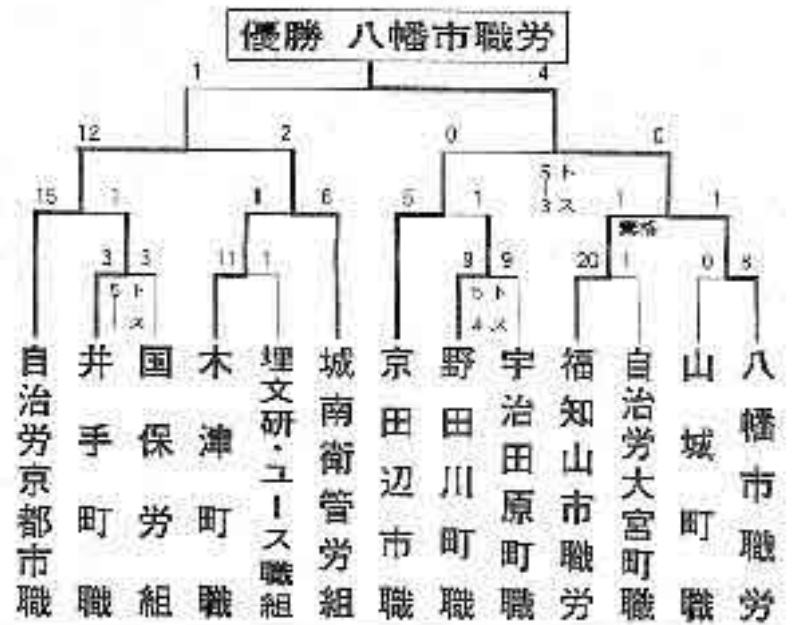 優勝 八幡市職労
1 4
12 2 0 6
15 1 1 6 5 1 1 1
5 ト
3 ス
3 3 11 1 9 9 20 1 0 8
5 ト
1 ス
5 ト
4 ス
自治労京都市職
井手町職
国保労組
木津町職
埋文研・ユース職組
城南衛管労組
京田辺市職
野田川町職
宇治田原町職
福知山市職労
自治労大宮町職
山城町職
八幡市職労